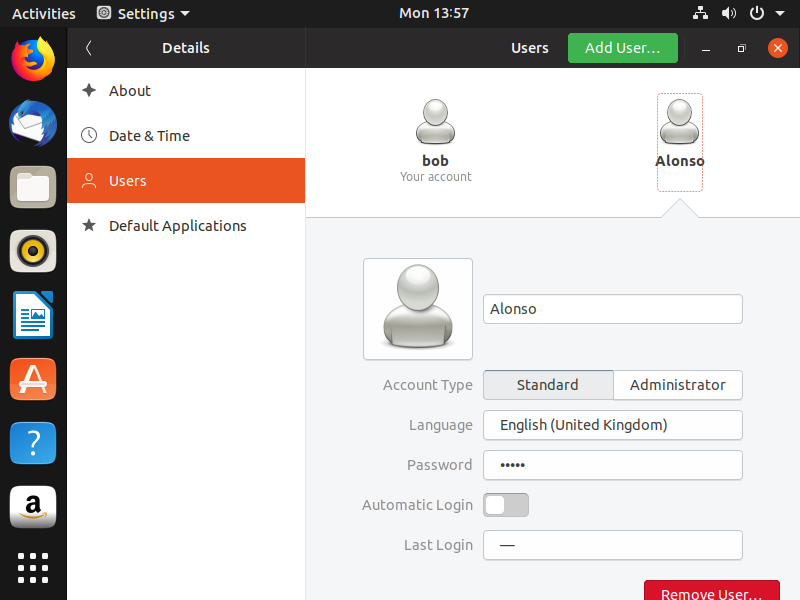 Activities Settings Mon 13:57
Details Users Add User...
About
Date & Time
Users
Default Applications
bob
Your account
Alonso
Alonso
Account Type Standard Administrator
Language English (United Kingdom)
Password •••••
Automatic Login
Last Login —
Remove User...
? 
a